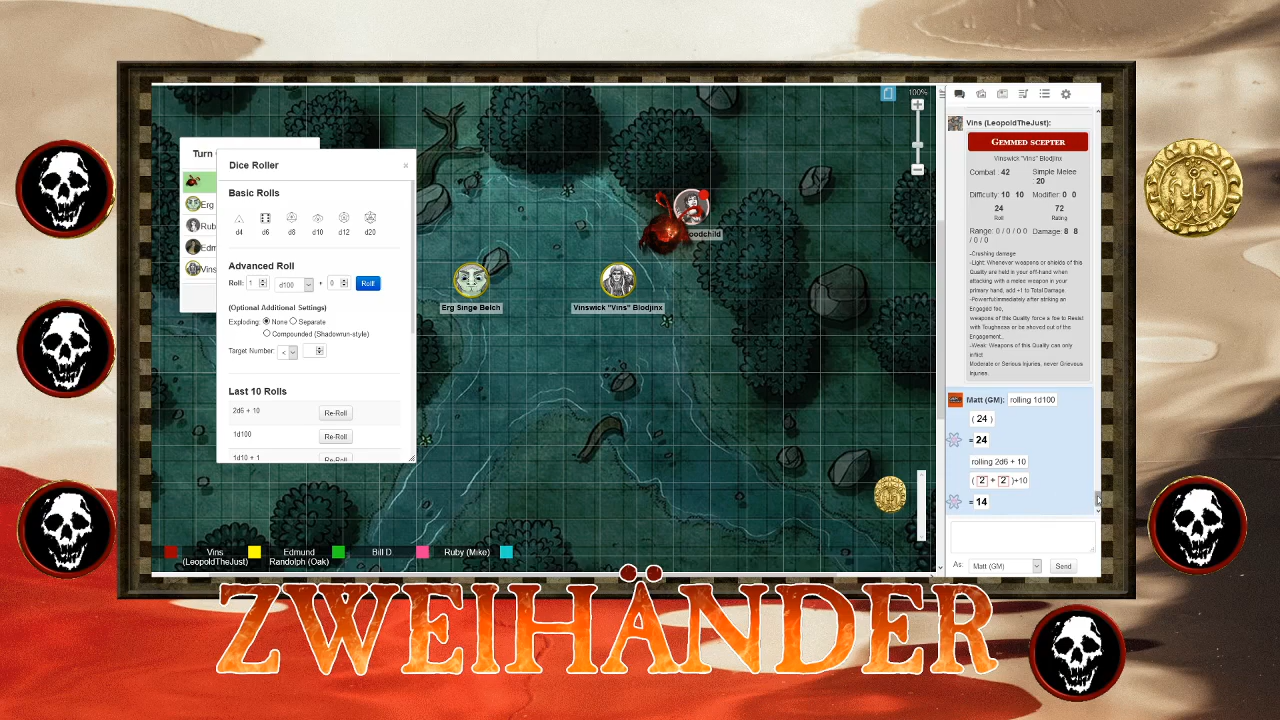 Turn
Erg
Rub
Edm
Vins
Dice Roller
×
Basic Rolls
d4 d6 d8 d10 d12 d20
Advanced Roll
Roll: 1 d100 + 0 Roll!
(Optional Additional Settings)
Exploding: None Separate
Compounded (Shadowrun-style)
Target Number: <
Last 10 Rolls
2d6 + 10 Re-Roll
1d100 Re-Roll
1d10 + 1 Re-Roll
100%
oodchild
Erg Singe Belch
Vinswick "Vins" Blodjinx
Vins
(LeopoldTheJust)
Edmund
Randolph (Oak)
Bill D.
Ruby (Mike)
Vins (LeopoldTheJust):
GEMMED SCEPTER
Vinswick "Vins" Blodjinx
Combat : 42 Simple Melee : 20
Difficulty: 10 10 Modifier: 0 0
24 72
Roll Rating
Range: 0 / 0 / 0 0 / 0 / 0 Damage: 8 8
-Crushing damage
-Light: Whenever weapons or shields of this
Quality are held in your off-hand when
attacking with a melee weapon in your
primary hand, add +1 to Total Damage.
-Powerful:Immediately after striking an
Engaged foe,
weapons of this Quality force a foe to Resist
with Toughness or be shoved out of the
Engagement.
-Weak: Weapons of this Quality can only
inflict
Moderate or Serious Injuries, never Grievous
Injuries.
Matt (GM): rolling 1d100
( 24 )
= 24
rolling 2d6 + 10
( 2 + 2 )+10
= 14
As: Matt (GM) Send
ZWEIHÄNDER